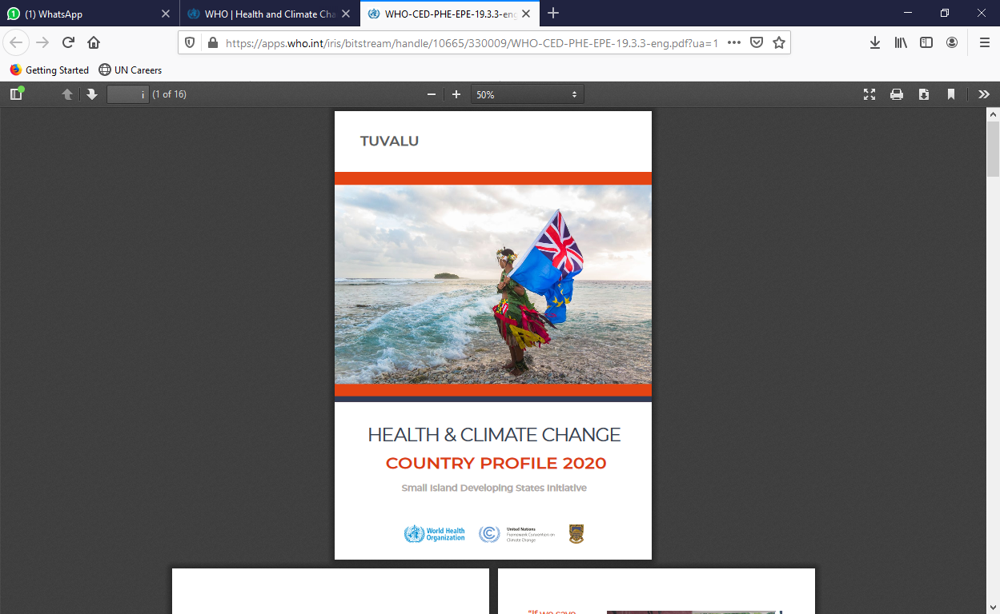 (1) WhatsApp
WHO | Health and Climate Cha
WHO-CED-PHE-EPE-19.3.3-eng
https://apps.who.int/iris/bitstream/handle/10665/330009/WHO-CED-PHE-EPE-19.3.3-eng.pdf?ua=1
Getting Started
UN Careers
i
(1 of 16)
50%
TUVALU
HEALTH & CLIMATE CHANGE
COUNTRY PROFILE 2020
Small Island Developing States Initiative
World Health
Organization
United Nations
Framework Convention on
Climate Change
"If we save